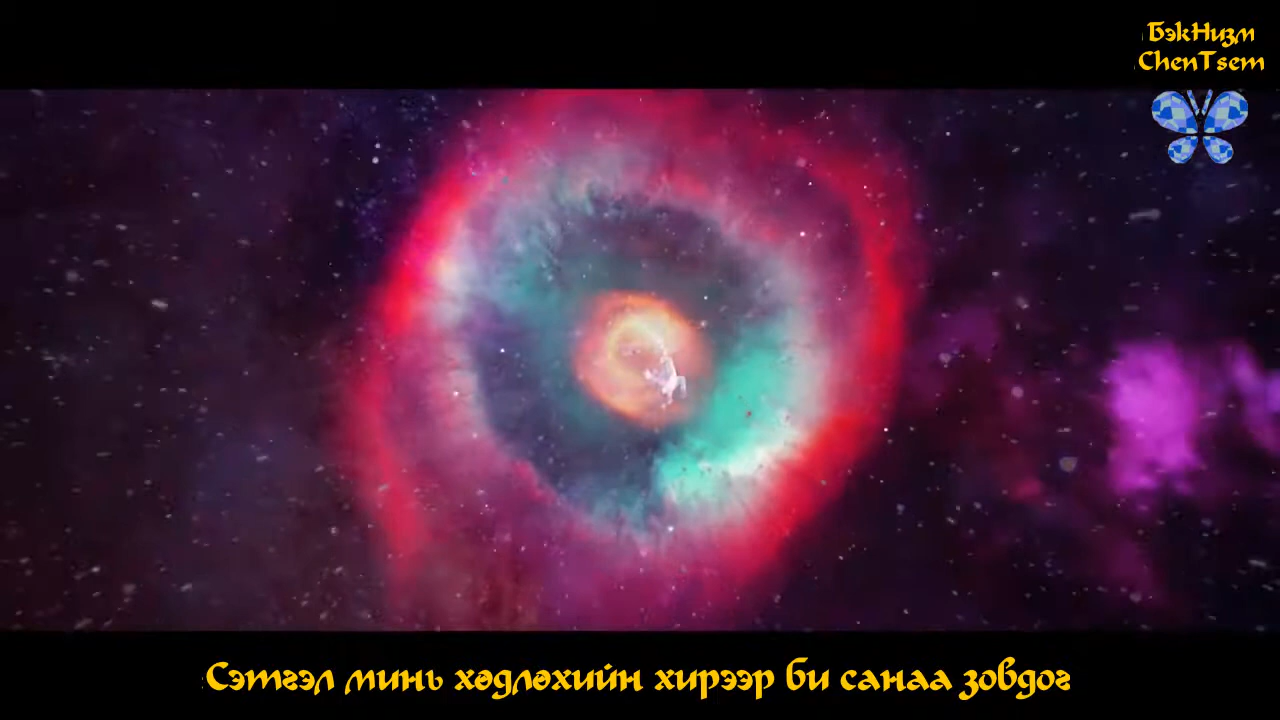 БэкНизм
ChenTsem
Сэтгэл минь хөдлөхийн хирээр би санаа зовдог